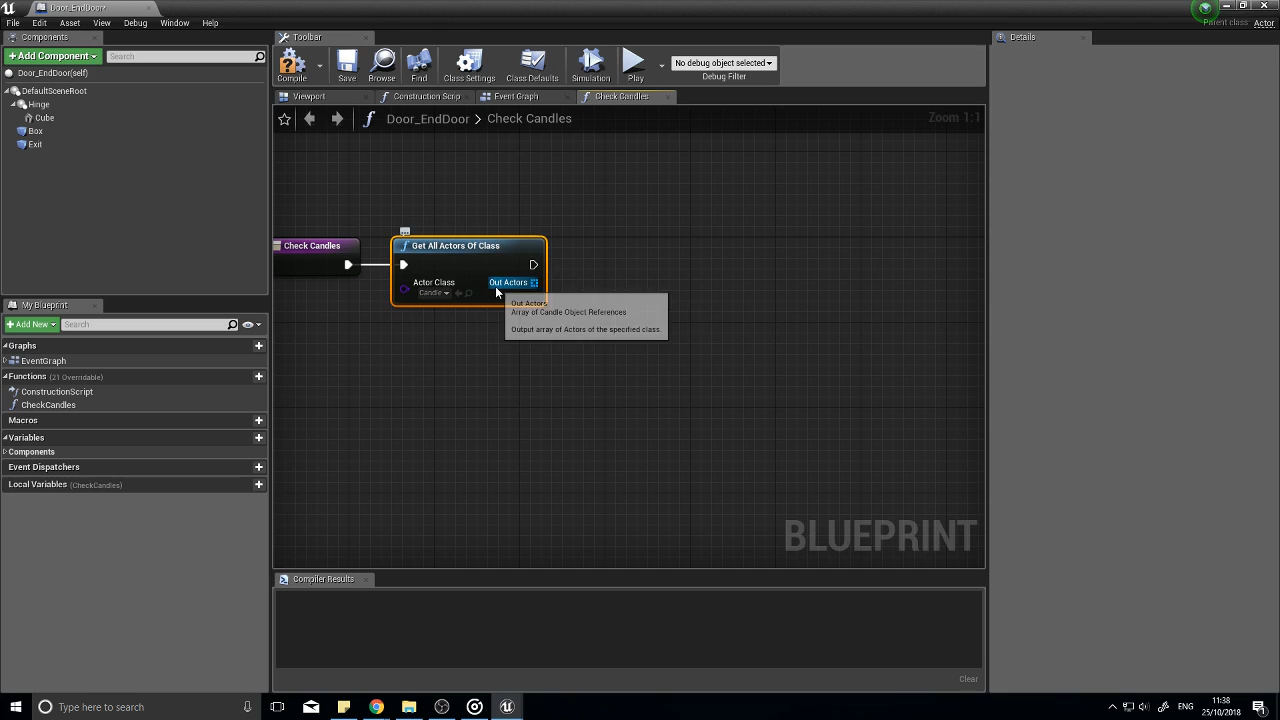 Door_EndDoor*
File Edit Asset View Debug Window Help
Parent class: Actor
Components
+ Add Component
Search
Door_EndDoor(self)
DefaultSceneRoot
Hinge
Cube
Box
Exit
My Blueprint
+ Add New
Search
Graphs
EventGraph
Functions (21 Overridable)
ConstructionScript
CheckCandles
Macros
Variables
Components
Event Dispatchers
Local Variables (CheckCandles)
Toolbar
Compile Save Browse Find Class Settings Class Defaults Simulation Play
No debug object selected
Debug Filter
Viewport Construction Scrip Event Graph Check Candles
Door_EndDoor > Check Candles
Zoom 1:1
Check Candles
Get All Actors Of Class
Actor Class
Candle
Out Actors
Out Actors
Array of Candle Object References
Output array of Actors of the specified class.
BLUEPRINT
Compiler Results
Clear
Details
Type here to search
ENG
11:38
25/10/2018
1